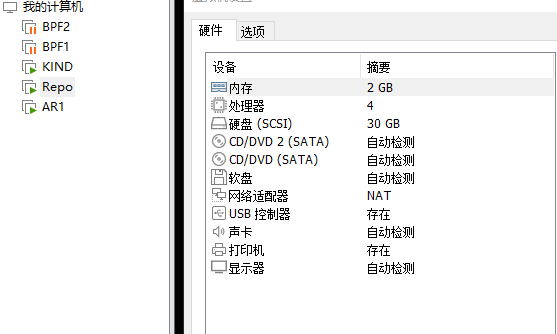 我的计算机
BPF2
BPF1
KIND
Repo
AR1
硬件 选项
设备 摘要
内存 2 GB
处理器 4
硬盘 (SCSI) 30 GB
CD/DVD 2 (SATA) 自动检测
CD/DVD (SATA) 自动检测
软盘 自动检测
网络适配器 NAT
USB 控制器 存在
声卡 自动检测
打印机 存在
显示器 自动检测